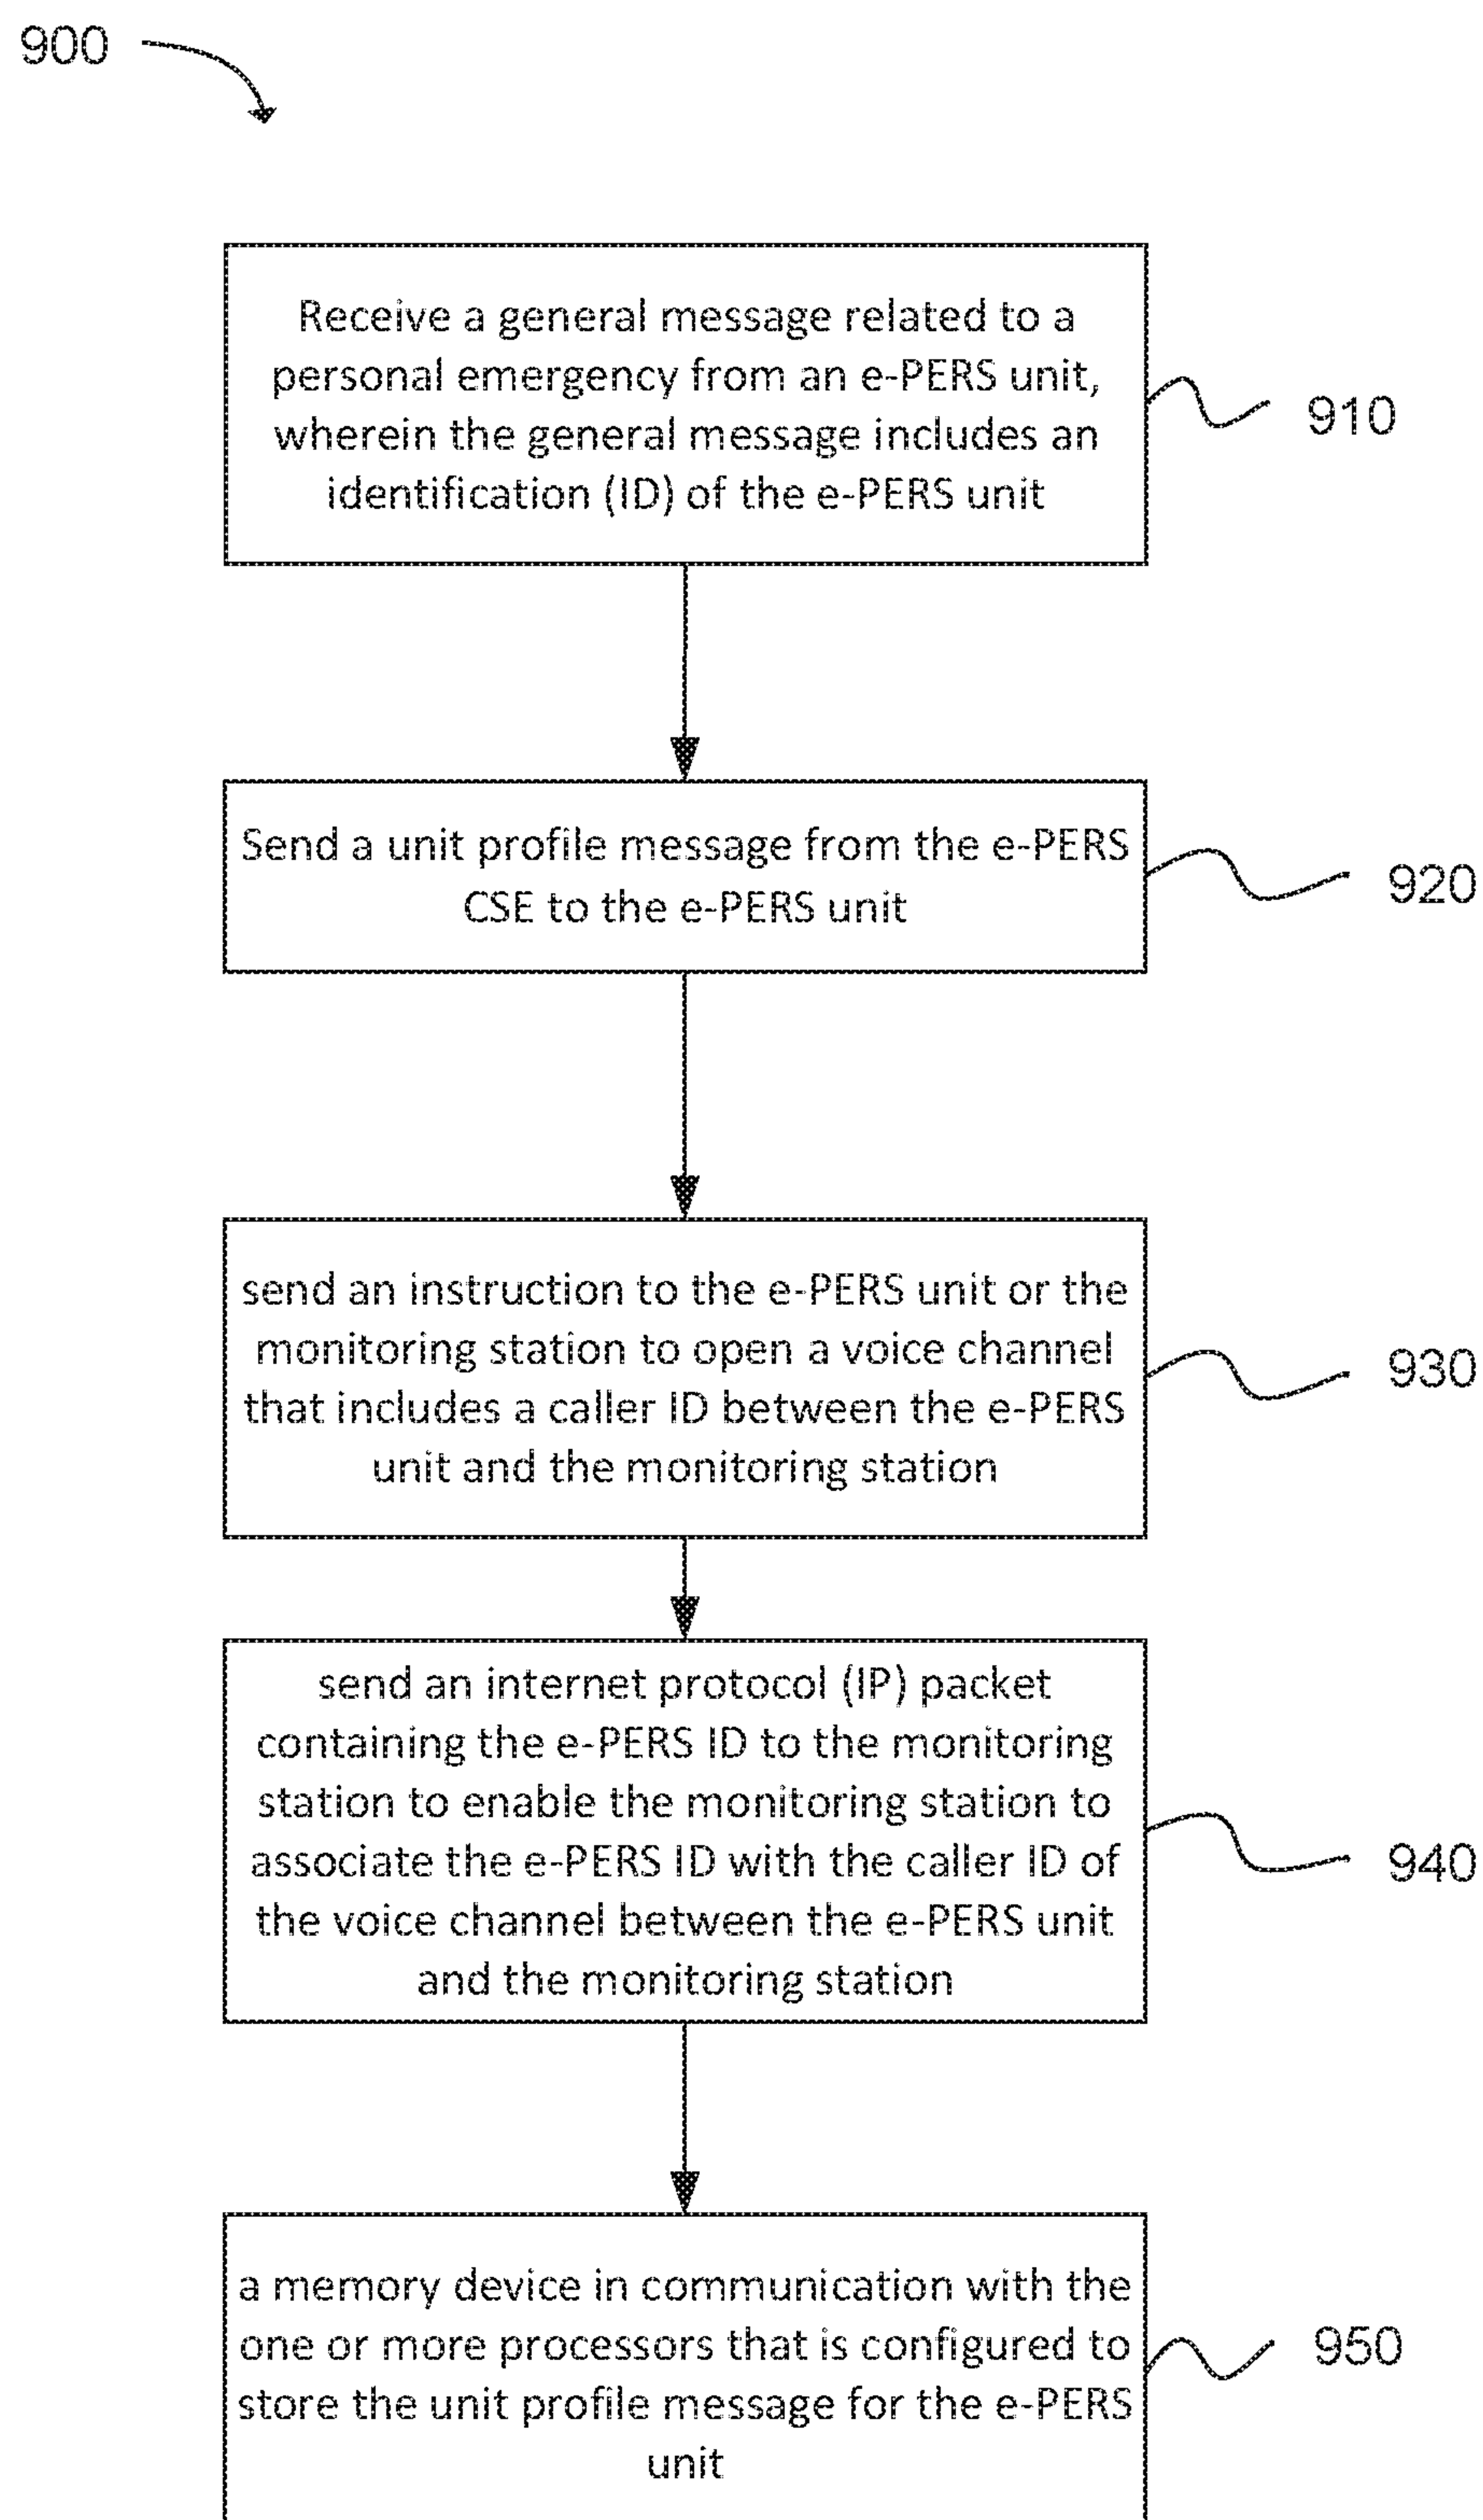 900
Receive a general message related to a
personal emergency from an e-PERS unit,
wherein the general message includes an
identification (ID) of the e-PERS unit
910
Send a unit profile message from the e-PERS
CSE to the e-PERS unit
920
send an instruction to the e-PERS unit or the
monitoring station to open a voice channel
that includes a caller ID between the e-PERS
unit and the monitoring station
930
send an internet protocol (IP) packet
containing the e-PERS ID to the monitoring
station to enable the monitoring station to
associate the e-PERS ID with the caller ID of
the voice channel between the e-PERS unit
and the monitoring station
940
a memory device in communication with the
one or more processors that is configured to
store the unit profile message for the e-PERS
unit
950